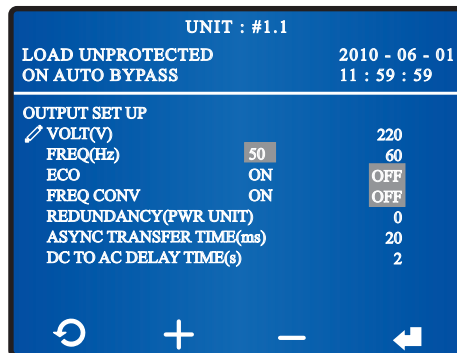 UNIT : #1.1
LOAD UNPROTECTED 2010 - 06 - 01
ON AUTO BYPASS 11 : 59 : 59
OUTPUT SET UP
VOLT(V) 220
FREQ(Hz) 50 60
ECO ON OFF
FREQ CONV ON OFF
REDUNDANCY(PWR UNIT) 0
ASYNC TRANSFER TIME(ms) 20
DC TO AC DELAY TIME(s) 2